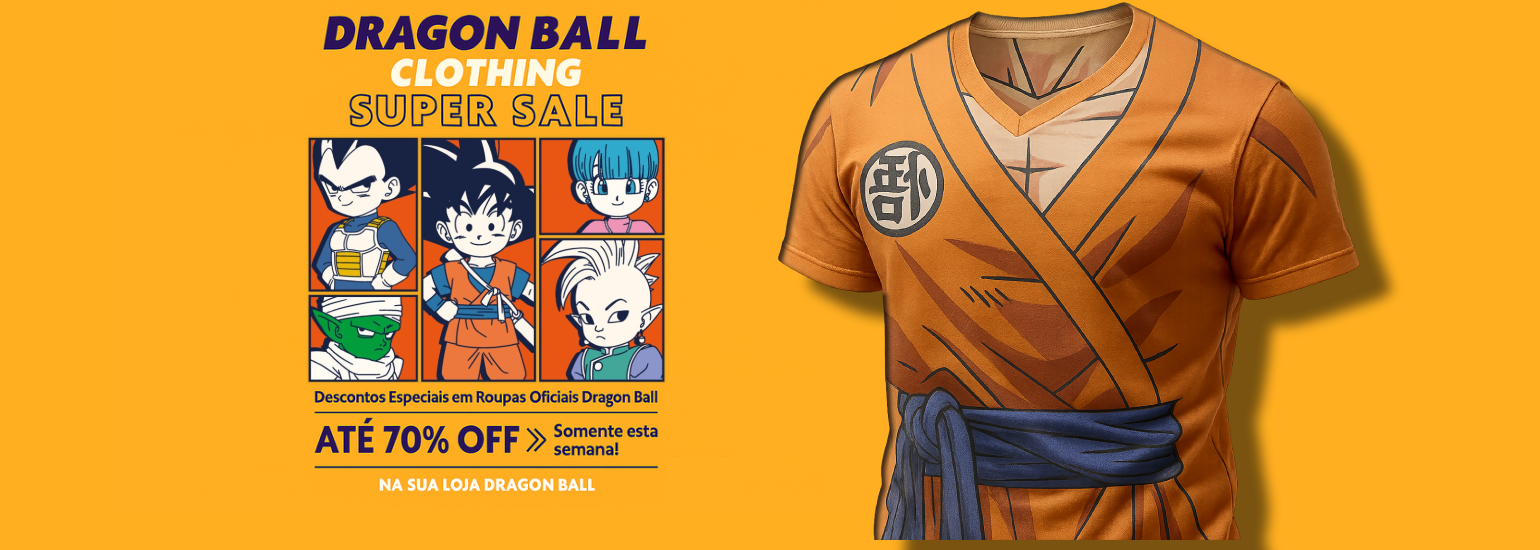 DRAGON BALL
CLOTHING
SUPER SALE
Descontos Especiais em Roupas Oficiais Dragon Ball
ATÉ 70% OFF
Somente esta
semana!
NA SUA LOJA DRAGON BALL